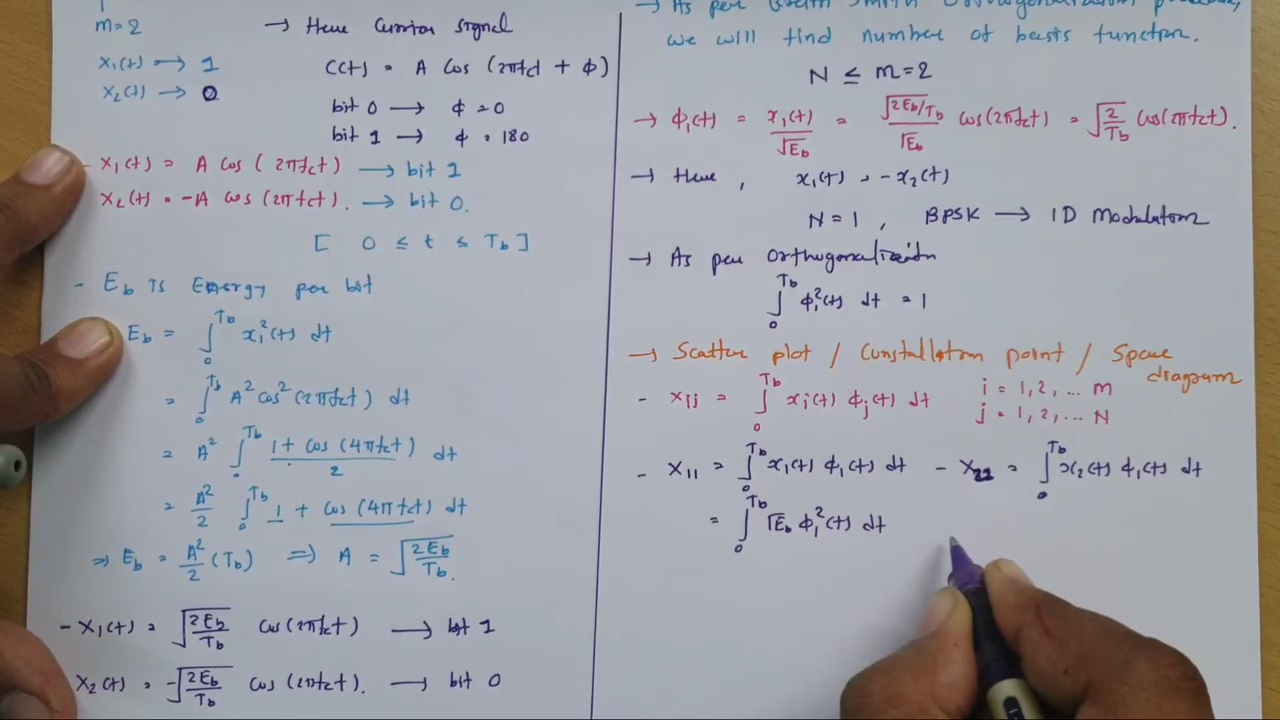 m=2
→ Here Carrier signal
x1(t) → 1
x2(t) → 0
C(t) = A Cos (2πfct + φ)
bit 0 → φ = 0
bit 1 → φ = 180
- x1(t) = A cos (2πfct) → bit 1
x2(t) = -A cos (2πfct). → bit 0.
[ 0 ≤ t ≤ Tb ]
- Eb is Energy per bit
Eb = ∫0^Tb x1²(t) dt
= ∫0^Tb A² cos² (2πfct) dt
= A² ∫0^Tb (1 + cos (4πfct))/2 dt
= A²/2 ∫0^Tb 1 + cos (4πfct) dt
⇒ Eb = A²/2 (Tb) ⇒ A = √(2Eb/Tb).
- x1(t) = √(2Eb/Tb) cos(2πfct) → bit 1
x2(t) = -√(2Eb/Tb) cos(2πfct). → bit 0
→ As per
we will find number of basis function.
N ≤ m=2
→ φ1(t) = x1(t)/√Eb = √(2Eb/Tb)/√Eb cos(2πfct) = √(2/Tb) cos(2πfct).
→ Here, x1(t) = -x2(t)
N = 1, BPSK → 1D Modulation
→ As per Orthogonalization
∫0^Tb φ1²(t) dt = 1
→ Scatter plot / Constellation point / Space diagram
- xij = ∫0^Tb xi(t) φj(t) dt i = 1,2,... M
j = 1,2,... N
- x11 = ∫0^Tb x1(t) φ1(t) dt - x21 = ∫0^Tb x2(t) φ1(t) dt
= ∫0^Tb √Eb φ1²(t) dt